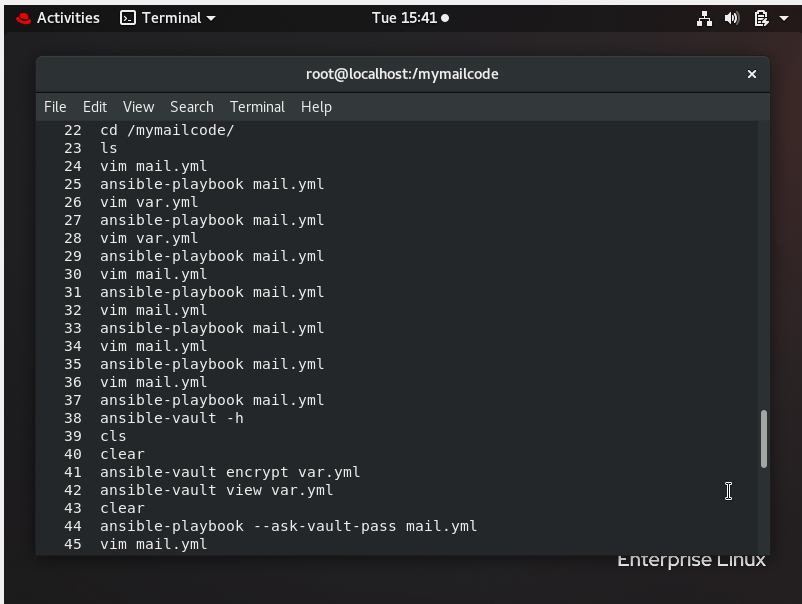 Activities Terminal Tue 15:41
root@localhost:/mymailcode
File Edit View Search Terminal Help
22 cd /mymailcode/
23 ls
24 vim mail.yml
25 ansible-playbook mail.yml
26 vim var.yml
27 ansible-playbook mail.yml
28 vim var.yml
29 ansible-playbook mail.yml
30 vim mail.yml
31 ansible-playbook mail.yml
32 vim mail.yml
33 ansible-playbook mail.yml
34 vim mail.yml
35 ansible-playbook mail.yml
36 vim mail.yml
37 ansible-playbook mail.yml
38 ansible-vault -h
39 cls
40 clear
41 ansible-vault encrypt var.yml
42 ansible-vault view var.yml
43 clear
44 ansible-playbook --ask-vault-pass mail.yml
45 vim mail.yml
Enterprise Linux